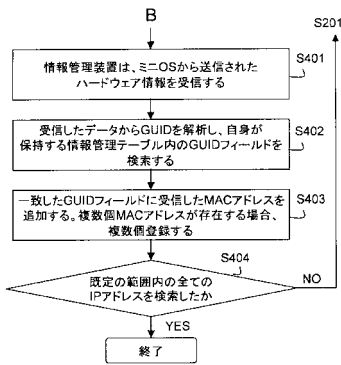 B
S201
情報管理装置は、ミニOSから送信された
ハードウェア情報を受信する
S401
受信したデータからGUIDを解析し、自身が
保持する情報管理テーブル内のGUIDフィールドを
検索する
S402
一致したGUIDフィールドに受信したMACアドレスを
追加する。複数個MACアドレスが存在する場合、
複数個登録する
S403
S404
既定の範囲内の全ての
IPアドレスを検索したか
NO
YES
終了